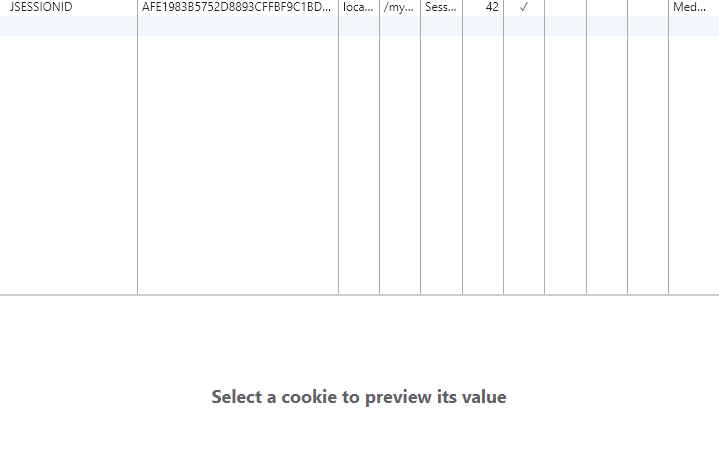 JSESSIONID AFE1983B5752D8893CFFBF9C1BD... loca... /my... Sess... 42 ✓ Med...
Select a cookie to preview its value